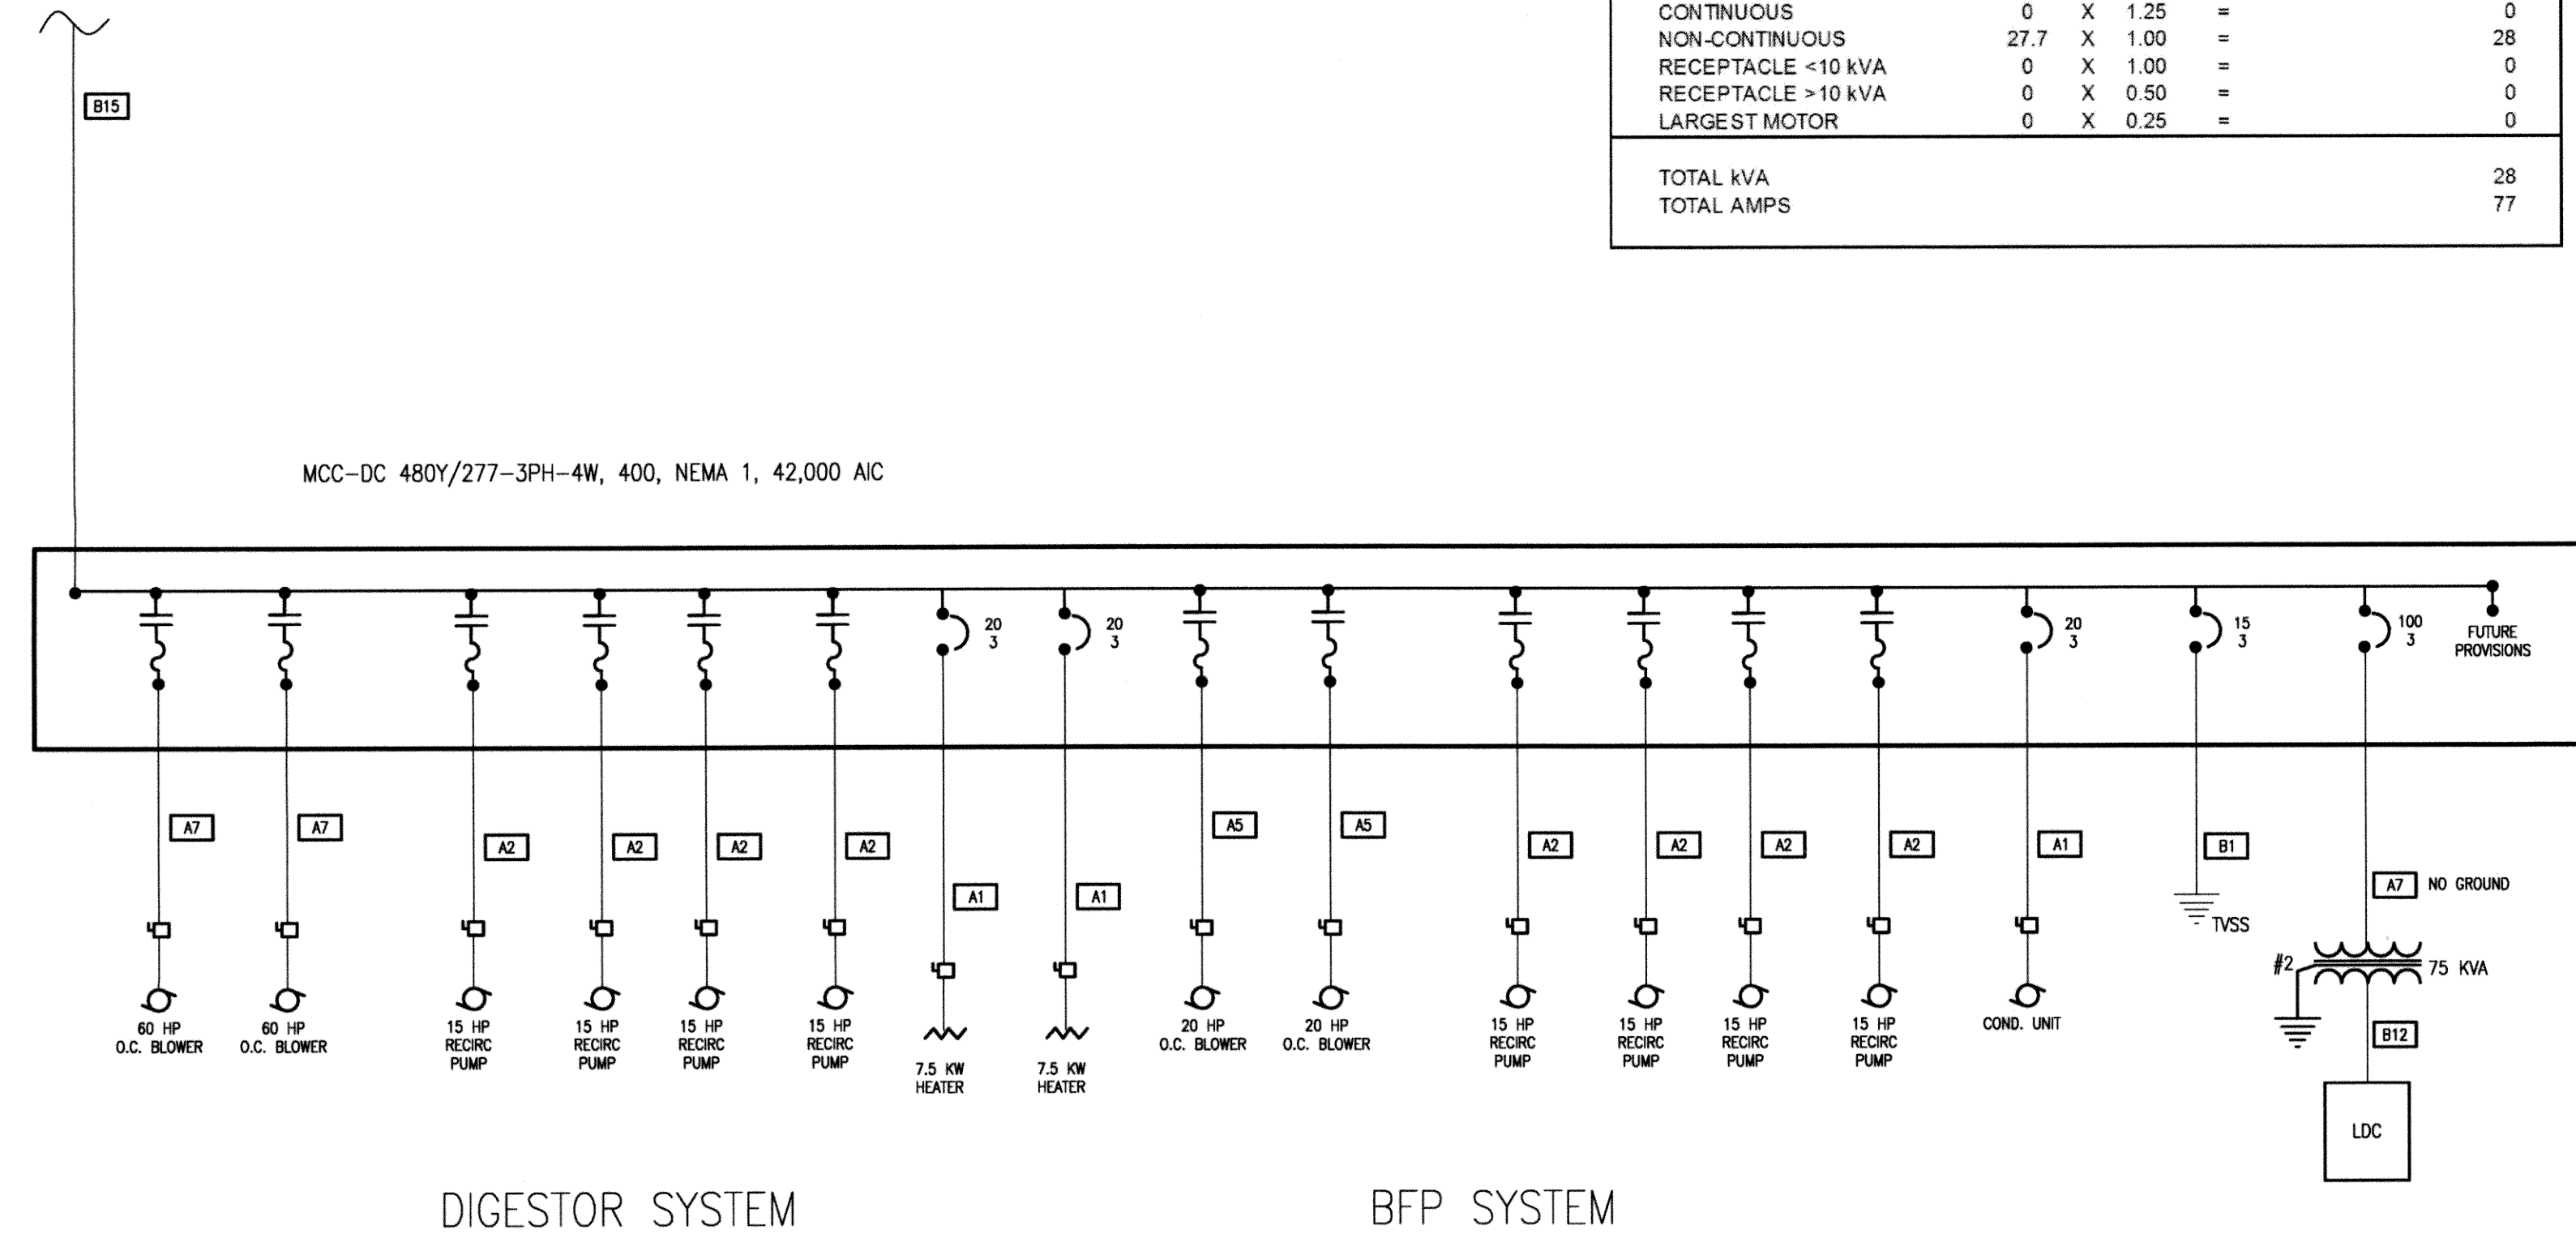 CONTINUOUS 0 X 1.25 = 0
NON-CONTINUOUS 27.7 X 1.00 = 28
RECEPTACLE <10 kVA 0 X 1.00 = 0
RECEPTACLE >10 kVA 0 X 0.50 = 0
LARGEST MOTOR 0 X 0.25 = 0
TOTAL kVA 28
TOTAL AMPS 77
B15
MCC-DC 480Y/277-3PH-4W, 400, NEMA 1, 42,000 AIC
20
3
20
3
20
3
15
3
100
3
FUTURE
PROVISIONS
A7
A7
A2
A2
A2
A2
A1
A1
A5
A5
A2
A2
A2
A2
A1
B1
A7 NO GROUND
TVSS
#2
75 KVA
B12
LDC
60 HP
O.C. BLOWER
60 HP
O.C. BLOWER
15 HP
RECIRC
PUMP
15 HP
RECIRC
PUMP
15 HP
RECIRC
PUMP
15 HP
RECIRC
PUMP
7.5 KW
HEATER
7.5 KW
HEATER
20 HP
O.C. BLOWER
20 HP
O.C. BLOWER
15 HP
RECIRC
PUMP
15 HP
RECIRC
PUMP
15 HP
RECIRC
PUMP
15 HP
RECIRC
PUMP
COND. UNIT
DIGESTOR SYSTEM
BFP SYSTEM